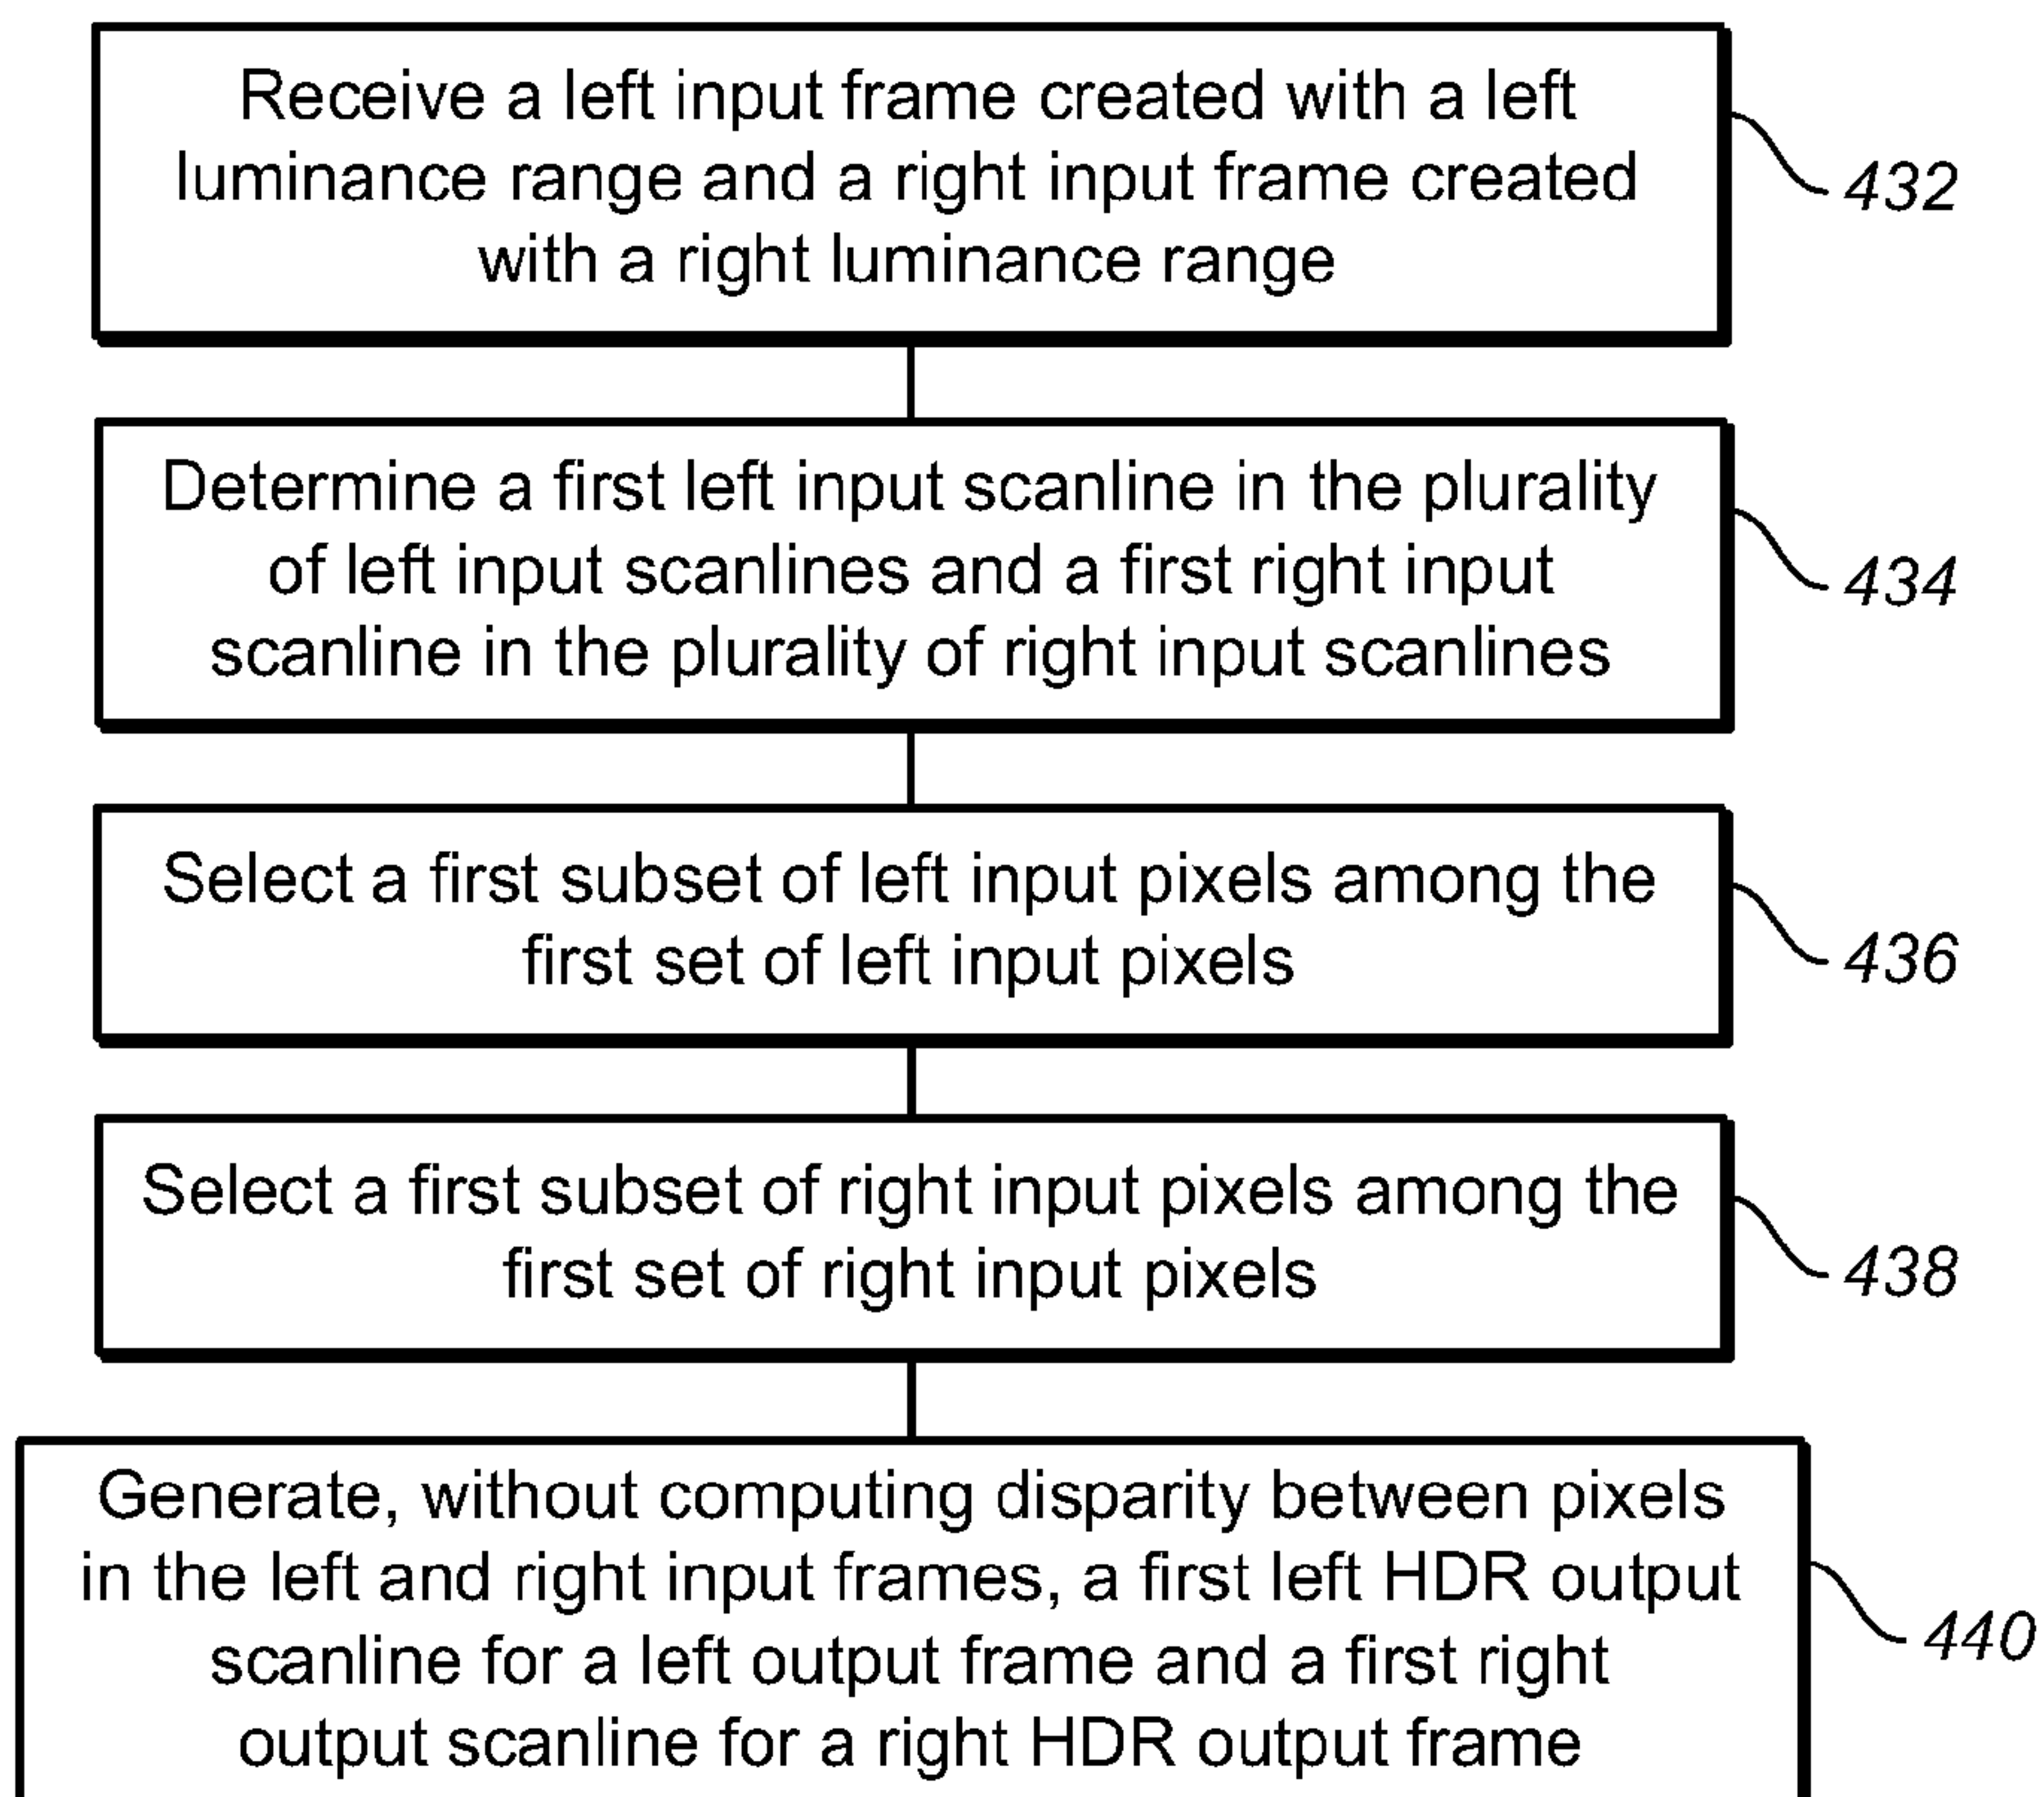 Receive a left input frame created with a left
luminance range and a right input frame created
with a right luminance range
432
Determine a first left input scanline in the plurality
of left input scanlines and a first right input
scanline in the plurality of right input scanlines
434
Select a first subset of left input pixels among the
first set of left input pixels
436
Select a first subset of right input pixels among the
first set of right input pixels
438
Generate, without computing disparity between pixels
in the left and right input frames, a first left HDR output
scanline for a left output frame and a first right
output scanline for a right HDR output frame
440